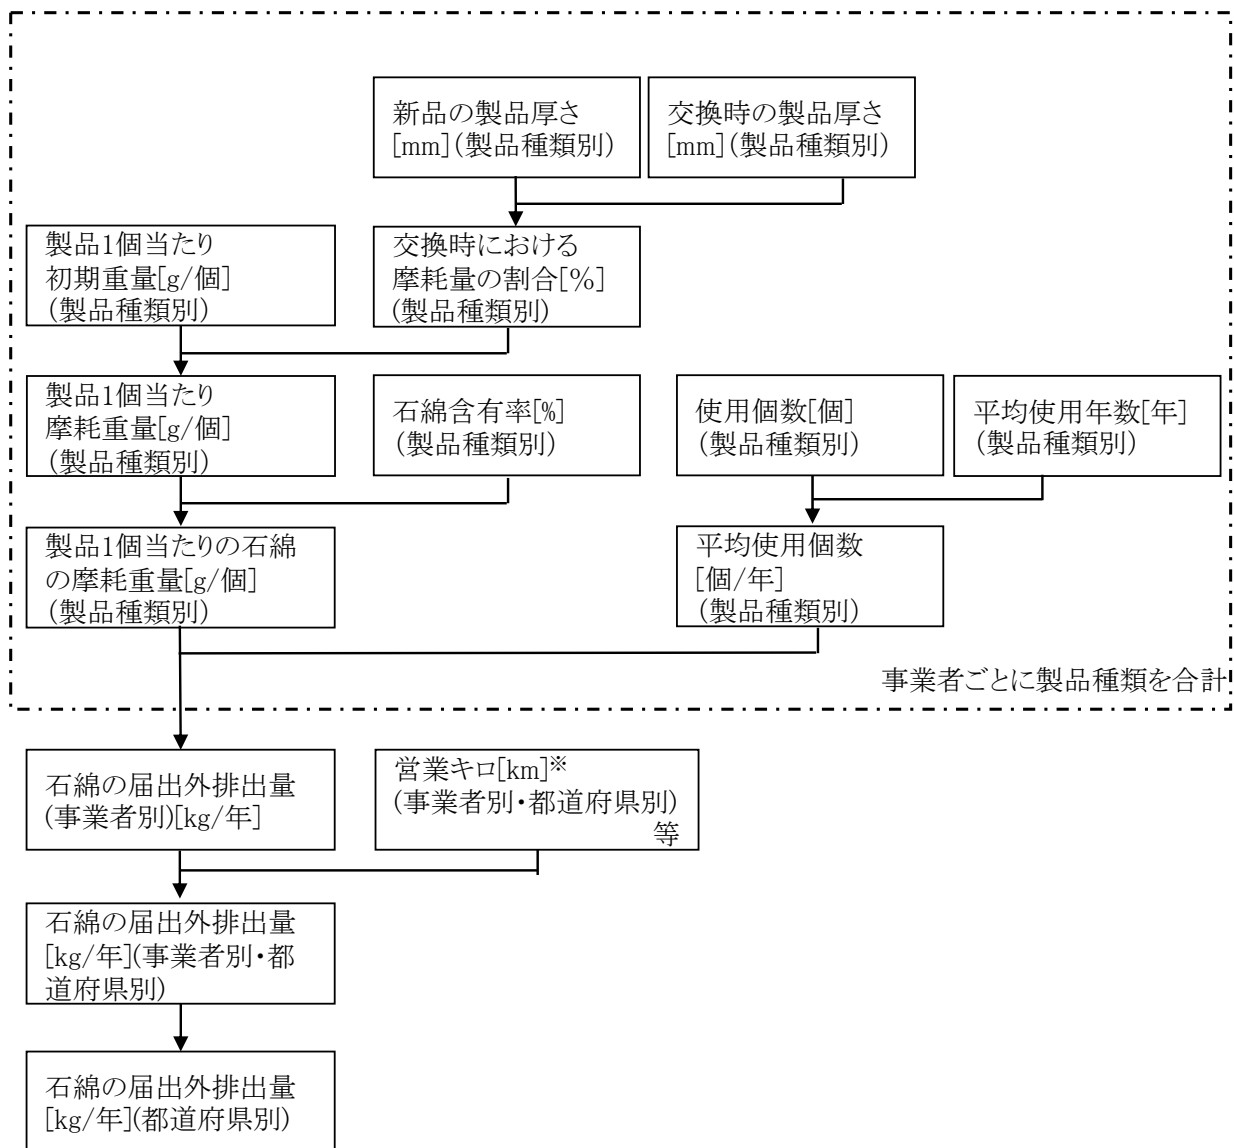 新品の製品厚さ
[mm](製品種類別)
交換時の製品厚さ
[mm](製品種類別)
製品1個当たり
初期重量[g/個]
(製品種類別)
交換時における
摩耗量の割合[%]
(製品種類別)
製品1個当たり
摩耗重量[g/個]
(製品種類別)
石綿含有率[%]
(製品種類別)
使用個数[個]
(製品種類別)
平均使用年数[年]
(製品種類別)
製品1個当たりの石綿
の摩耗重量[g/個]
(製品種類別)
平均使用個数
[個/年]
(製品種類別)
事業者ごとに製品種類を合計
石綿の届出外排出量
(事業者別)[kg/年]
営業キロ[km]※
(事業者別・都道府県別)
等
石綿の届出外排出量
[kg/年](事業者別・都
道府県別)
石綿の届出外排出量
[kg/年](都道府県別)